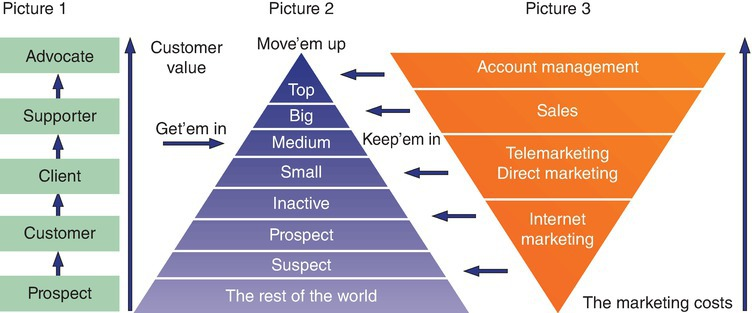 Picture 1
Picture 2
Picture 3
Advocate
Supporter
Client
Customer
Prospect
Customer
value
Move'em up
Get'em in
Keep'em in
Top
Big
Medium
Small
Inactive
Prospect
Suspect
The rest of the world
Account management
Sales
Telemarketing
Direct marketing
Internet
marketing
The marketing costs